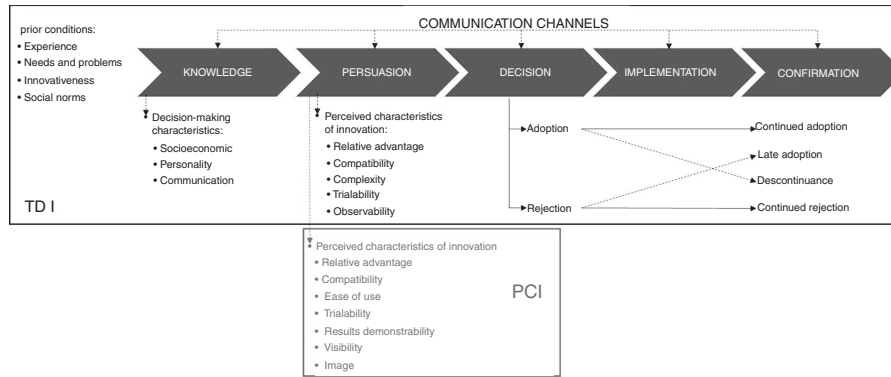 COMMUNICATION CHANNELS
prior conditions:
• Experience
• Needs and problems
• Innovativeness
• Social norms
KNOWLEDGE
PERSUASION
DECISION
IMPLEMENTATION
CONFIRMATION
• Decision-making
characteristics:
• Socioeconomic
• Personality
• Communication
• Perceived characteristics
of innovation:
• Relative advantage
• Compatibility
• Complexity
• Trialability
• Observability
Adoption
Rejection
Continued adoption
Late adoption
Descontinuance
Continued rejection
TD I
• Perceived characteristics of innovation
• Relative advantage
• Compatibility
• Ease of use
• Trialability
• Results demonstrability
• Visibility
• Image
PCI